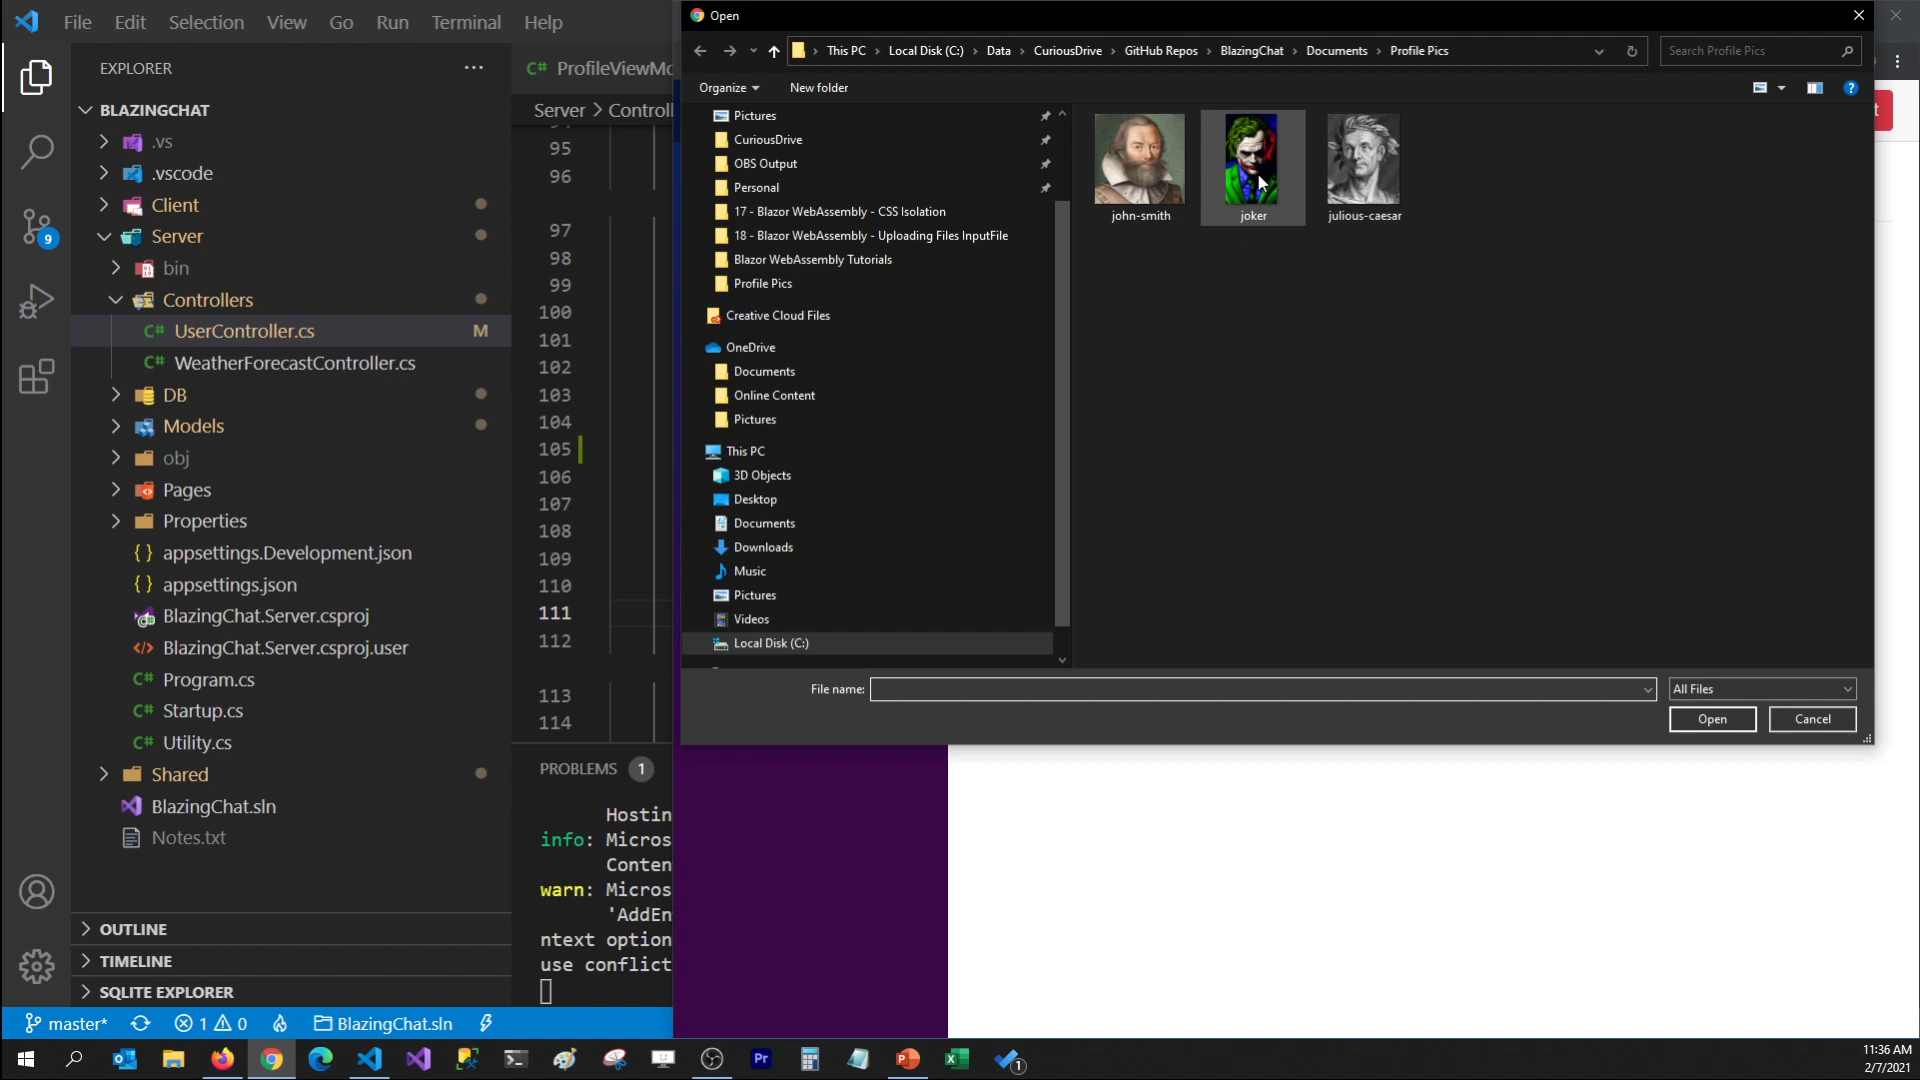 File Edit Selection View Go Run Terminal Help
EXPLORER
BLAZINGCHAT
.vs
.vscode
Client
Server
bin
Controllers
C# UserController.cs M
C# WeatherForecastController.cs
DB
Models
obj
Pages
Properties
{} appsettings.Development.json
{} appsettings.json
BlazingChat.Server.csproj
BlazingChat.Server.csproj.user
C# Program.cs
C# Startup.cs
C# Utility.cs
Shared
BlazingChat.sln
Notes.txt
OUTLINE
TIMELINE
SQLITE EXPLORER
9
C# ProfileViewMo
Server > Controll
95
96
97
98
99
100
101
102
103
104
105
106
107
108
109
110
111
112
113
114
PROBLEMS 1
Hostin
info: Micros
Conten
warn: Micros
'AddEn
ntext option
use conflict
master* 1 0 BlazingChat.sln
Open
This PC > Local Disk (C:) > Data > CuriousDrive > GitHub Repos > BlazingChat > Documents > Profile Pics
Search Profile Pics
Organize New folder
Pictures
CuriousDrive
OBS Output
Personal
17 - Blazor WebAssembly - CSS Isolation
18 - Blazor WebAssembly - Uploading Files InputFile
Blazor WebAssembly Tutorials
Profile Pics
Creative Cloud Files
OneDrive
Documents
Online Content
Pictures
This PC
3D Objects
Desktop
Documents
Downloads
Music
Pictures
Videos
Local Disk (C:)
john-smith
joker
julious-caesar
File name:
All Files
Open Cancel
Pr
1
11:36 AM
2/7/2021